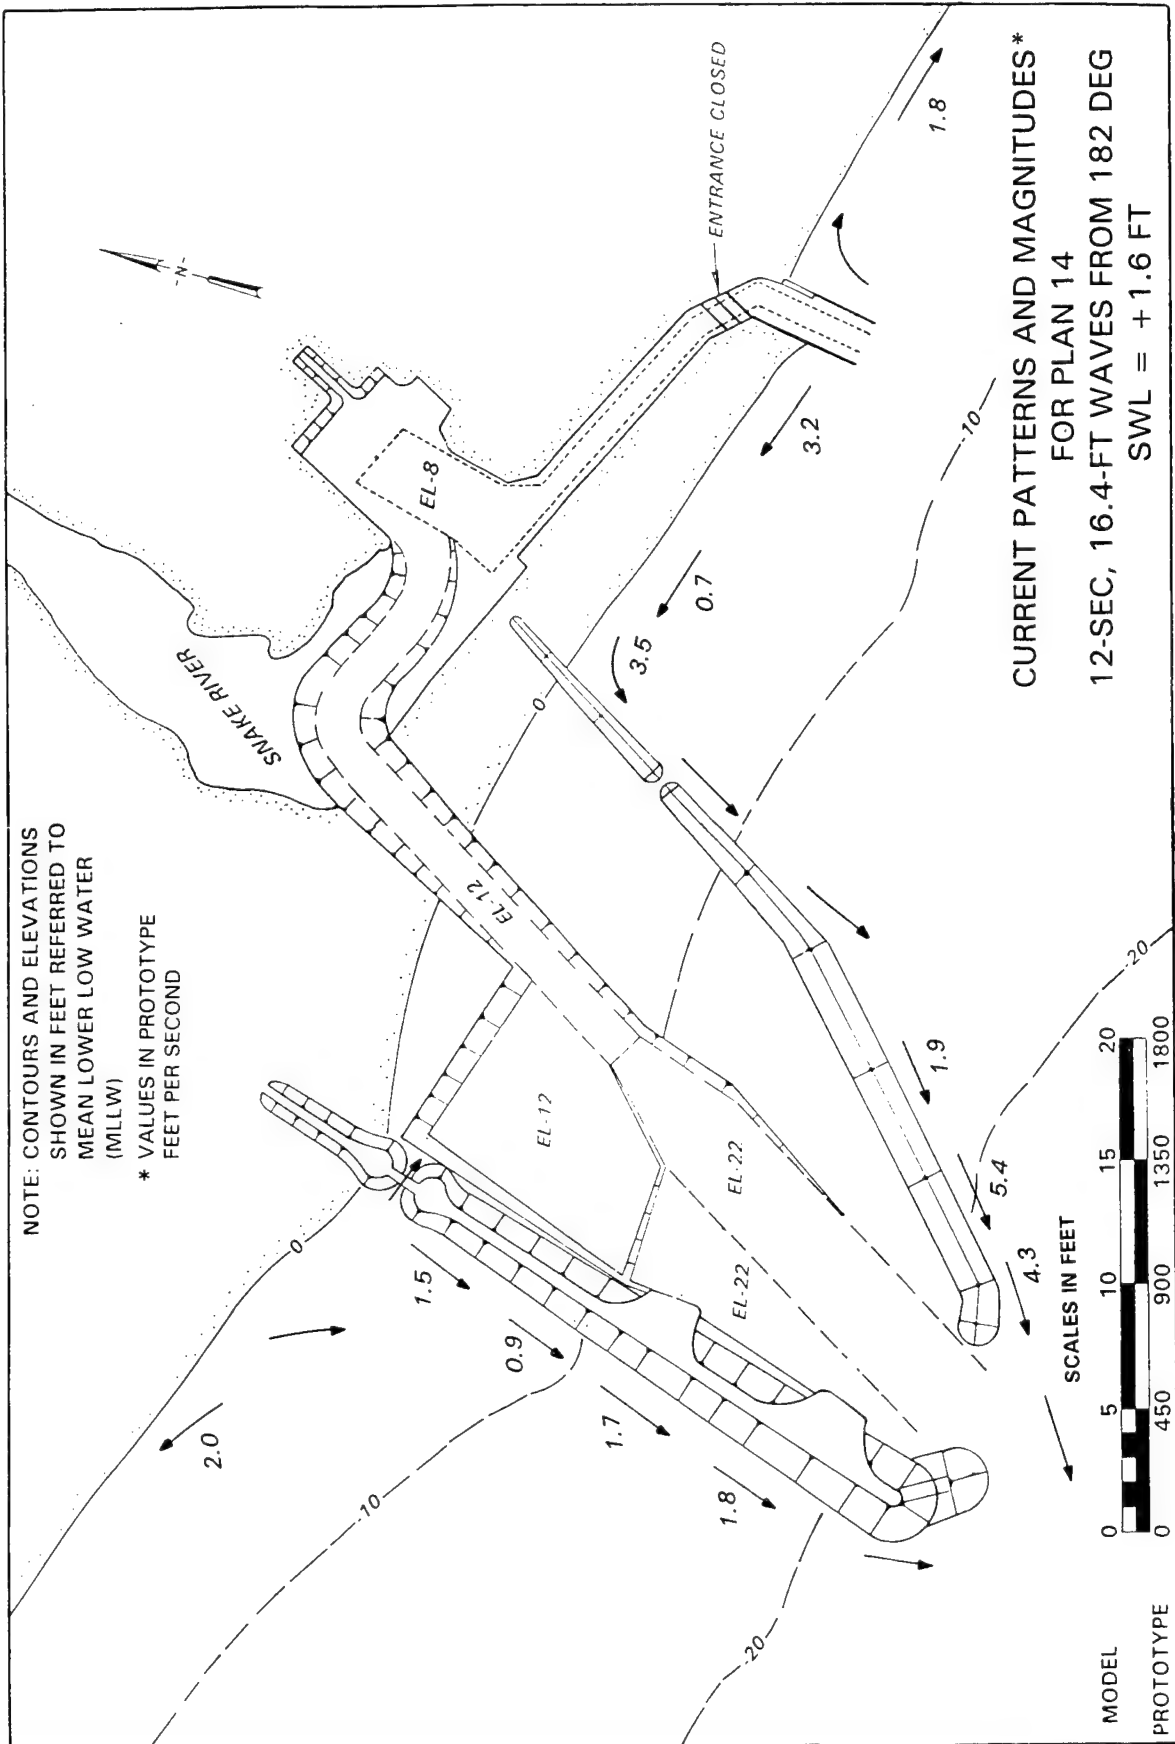 NOTE: CONTOURS AND ELEVATIONS
SHOWN IN FEET REFERRED TO
MEAN LOWER LOW WATER
(MLLW)
* VALUES IN PROTOTYPE
FEET PER SECOND
SNAKE RIVER
-N-
ENTRANCE CLOSED
EL-8
EL-12
EL-12
EL-22
EL-22
0
0
-10
-10
-20
-20
2.0
1.5
0.9
1.7
1.8
4.3
5.4
1.9
3.5
0.7
3.2
1.8
SCALES IN FEET
MODEL 0 5 10 15 20
PROTOTYPE 0 450 900 1350 1800
CURRENT PATTERNS AND MAGNITUDES*
FOR PLAN 14
12-SEC, 16.4-FT WAVES FROM 182 DEG
SWL = +1.6 FT